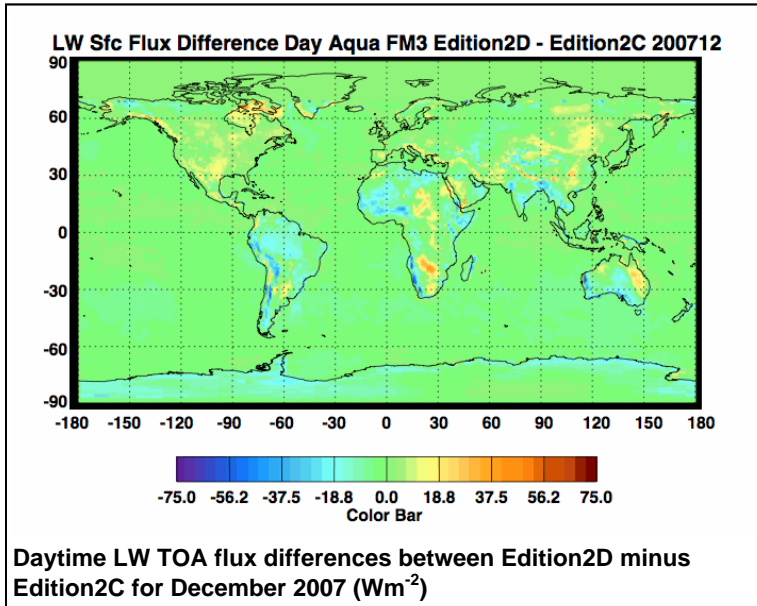 LW Sfc Flux Difference Day Aqua FM3 Edition2D - Edition2C 200712
90
60
30
0
-30
-60
-90
-180 -150 -120 -90 -60 -30 0 30 60 90 120 150 180
-75.0 -56.2 -37.5 -18.8 0.0 18.8 37.5 56.2 75.0
Color Bar
Daytime LW TOA flux differences between Edition2D minus
Edition2C for December 2007 (Wm⁻²)